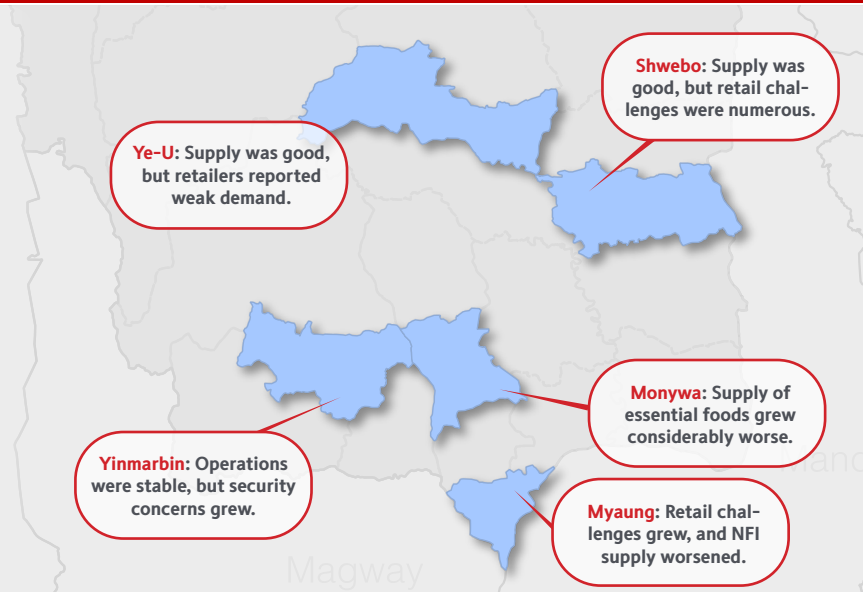 Shwebo: Supply was
good, but retail chal-
lenges were numerous.
Ye-U: Supply was good,
but retailers reported
weak demand.
Monywa: Supply of
essential foods grew
considerably worse.
Yinmarbin: Operations
were stable, but security
concerns grew.
Myaung: Retail chal-
lenges grew, and NFI
supply worsened.
Magway